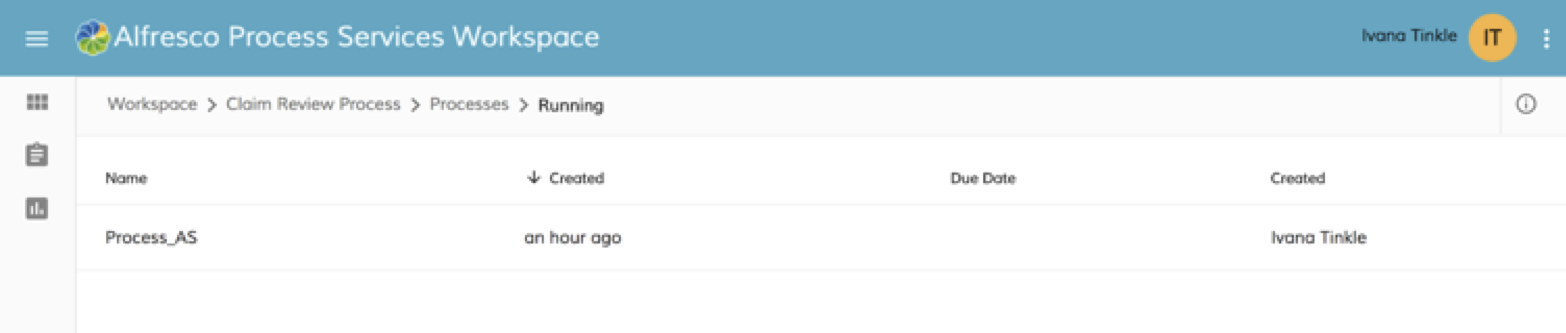 Alfresco Process Services Workspace Ivana Tinkle IT
Workspace > Claim Review Process > Processes > Running
Name ↓ Created Due Date Created
Process_AS an hour ago Ivana Tinkle